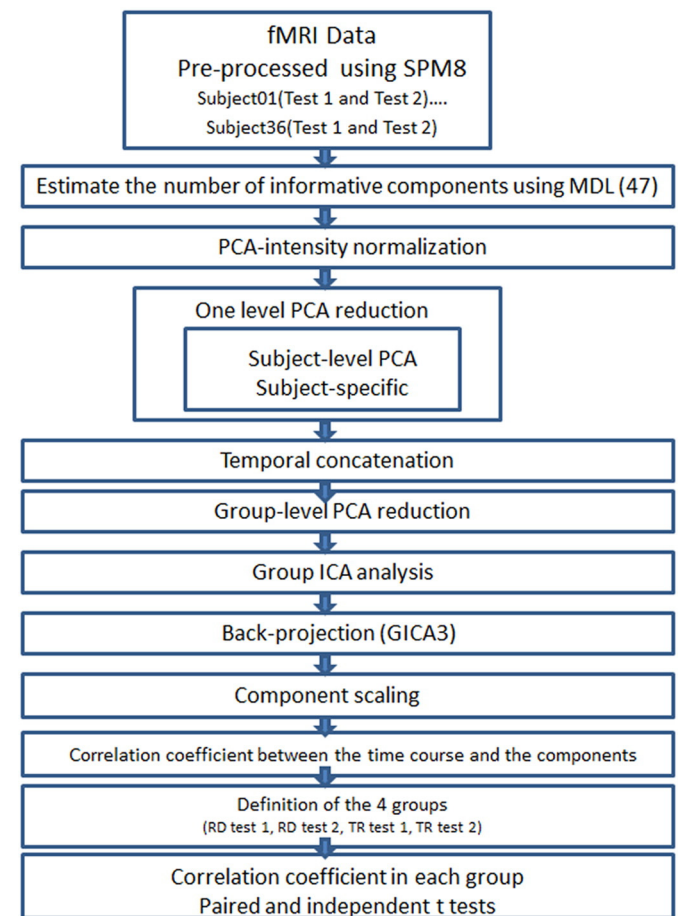 fMRI Data
Pre-processed using SPM8
Subject01(Test 1 and Test 2)....
Subject36(Test 1 and Test 2)
Estimate the number of informative components using MDL (47)
PCA-intensity normalization
One level PCA reduction
Subject-level PCA
Subject-specific
Temporal concatenation
Group-level PCA reduction
Group ICA analysis
Back-projection (GICA3)
Component scaling
Correlation coefficient between the time course and the components
Definition of the 4 groups
(RD test 1, RD test 2, TR test 1, TR test 2)
Correlation coefficient in each group
Paired and independent t tests